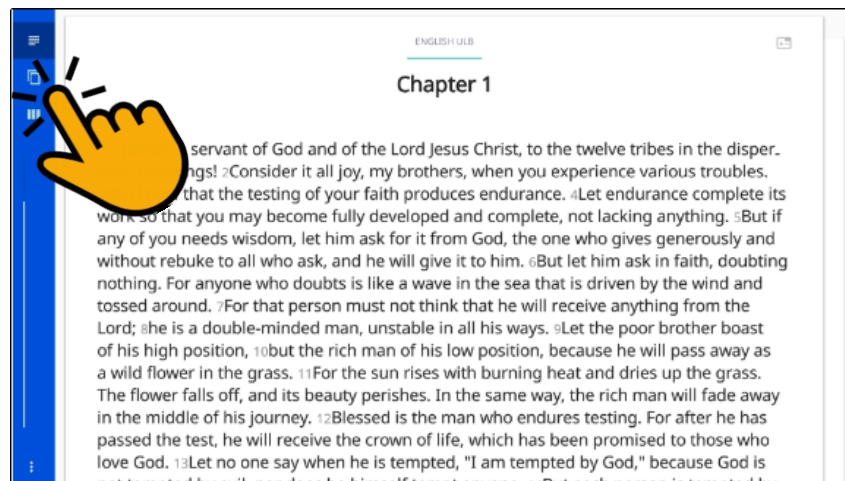 ENGLISH ULB
Chapter 1
servant of God and of the Lord Jesus Christ, to the twelve tribes in the disper-
ngs! 2Consider it all joy, my brothers, when you experience various troubles.
that the testing of your faith produces endurance. 4Let endurance complete its
work so that you may become fully developed and complete, not lacking anything. 5But if
any of you needs wisdom, let him ask for it from God, the one who gives generously and
without rebuke to all who ask, and he will give it to him. 6But let him ask in faith, doubting
nothing. For anyone who doubts is like a wave in the sea that is driven by the wind and
tossed around. 7For that person must not think that he will receive anything from the
Lord; 8he is a double-minded man, unstable in all his ways. 9Let the poor brother boast
of his high position, 10but the rich man of his low position, because he will pass away as
a wild flower in the grass. 11For the sun rises with burning heat and dries up the grass.
The flower falls off, and its beauty perishes. In the same way, the rich man will fade away
in the middle of his journey. 12Blessed is the man who endures testing. For after he has
passed the test, he will receive the crown of life, which has been promised to those who
love God. 13Let no one say when he is tempted, "I am tempted by God," because God is